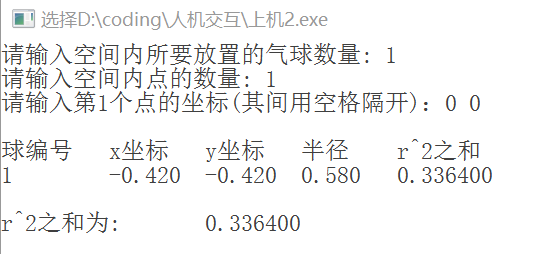 选择D:\coding\人机交互\上机2.exe
请输入空间内所要放置的气球数量: 1
请输入空间内点的数量: 1
请输入第1个点的坐标(其间用空格隔开): 0 0
球编号 x坐标 y坐标 半径 r^2之和
1 -0.420 -0.420 0.580 0.336400
r^2之和为: 0.336400